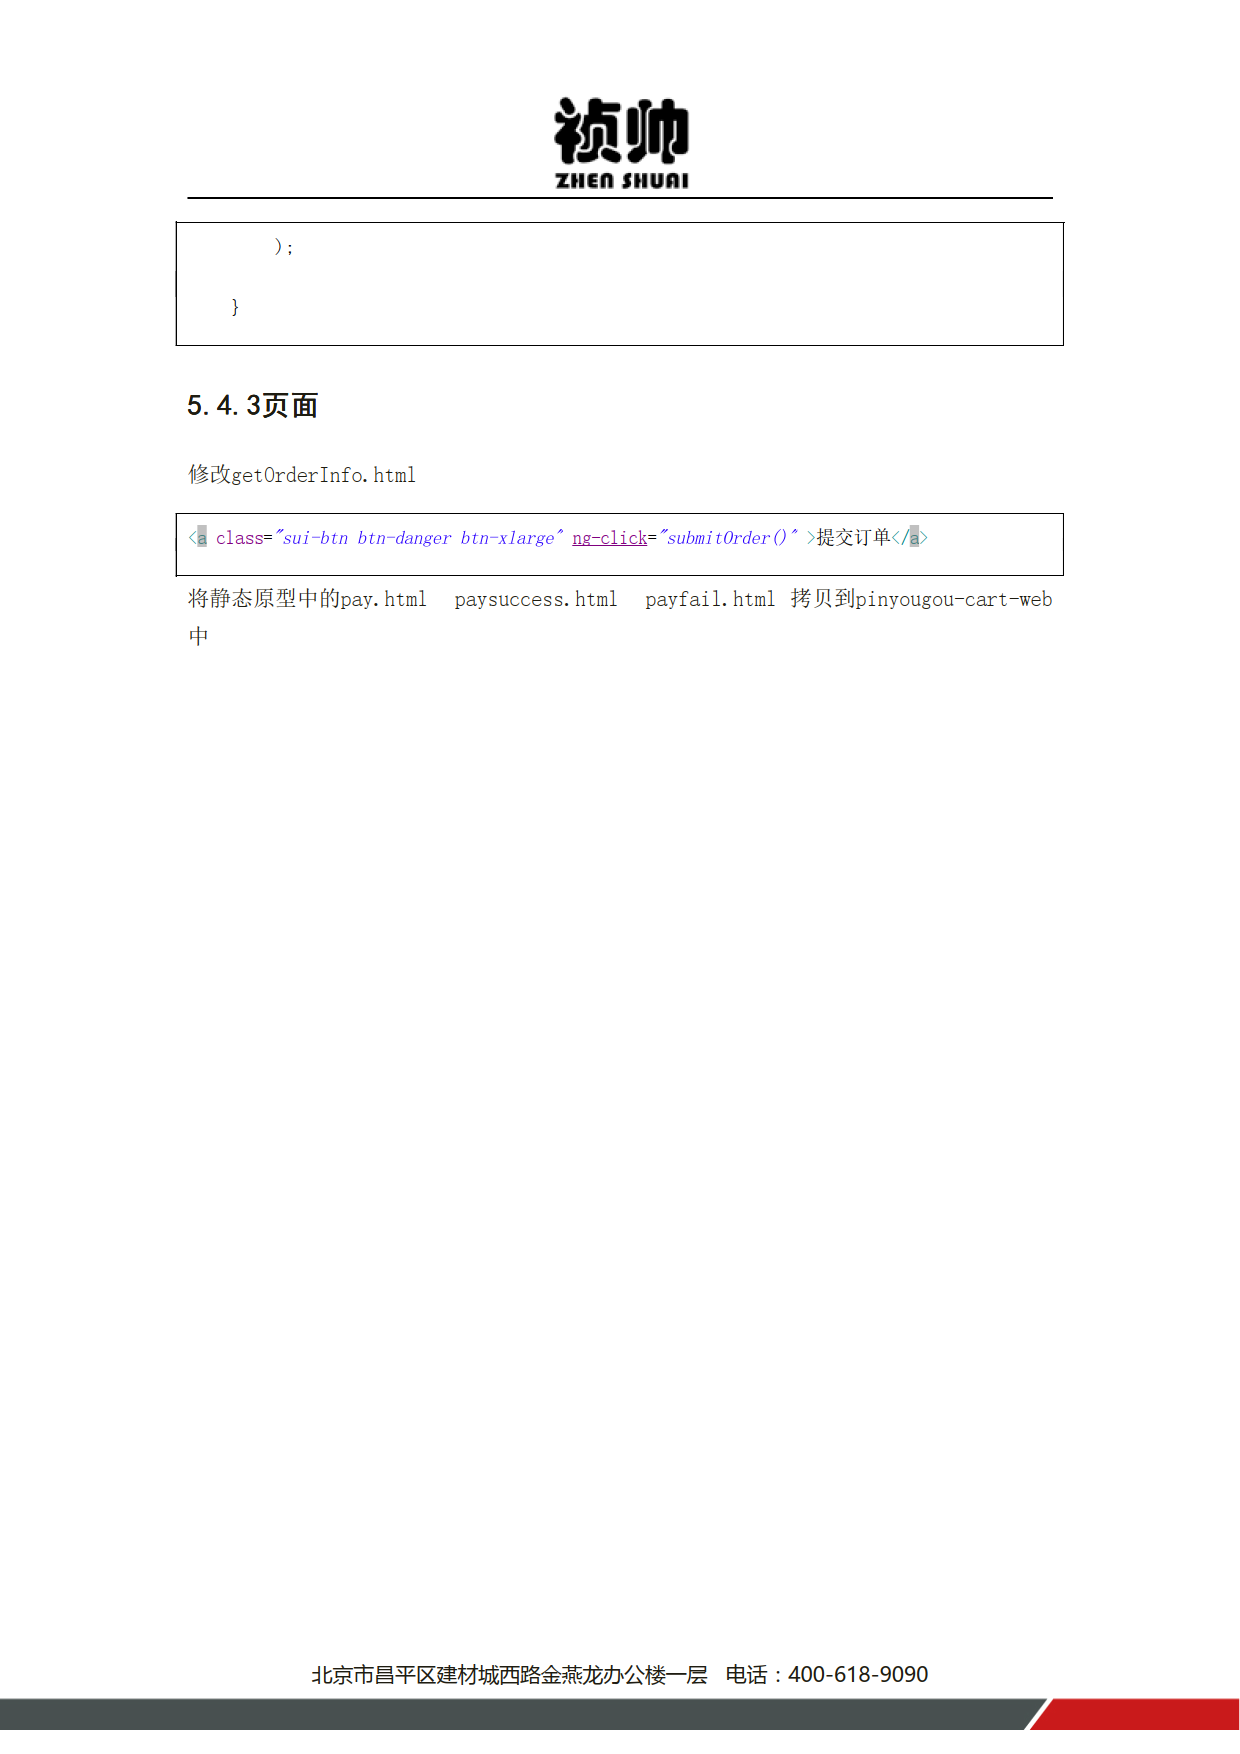 祯帅
ZHEN SHUAI
);
}
5.4.3页面
修改getOrderInfo.html
<a class="sui-btn btn-danger btn-xlarge" ng-click="submitOrder()" >提交订单</a>
将静态原型中的pay.html  paysuccess.html  payfail.html 拷贝到pinyougou-cart-web
中
北京市昌平区建材城西路金燕龙办公楼一层  电话：400-618-9090